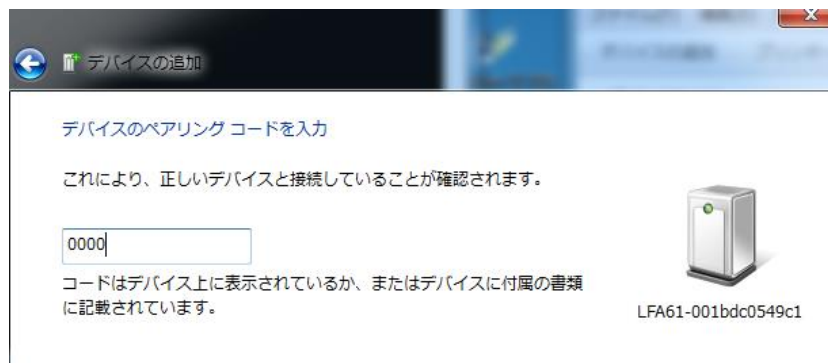 デバイスの追加
デバイスのペアリング コードを入力
これにより、正しいデバイスと接続していることが確認されます。
0000
コードはデバイス上に表示されているか、またはデバイスに付属の書類
に記載されています。
LFA61-001bdc0549c1